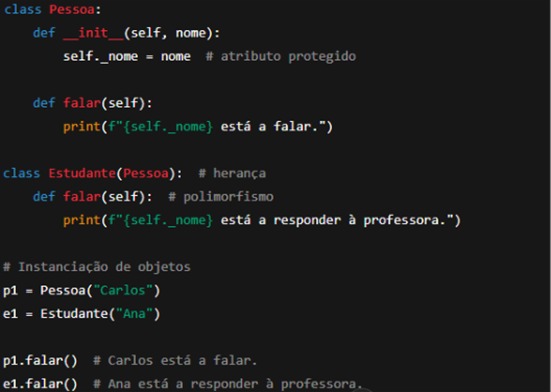 class Pessoa:
def __init__(self, nome):
self._nome = nome  # atributo protegido
def falar(self):
print(f"{self._nome} está a falar.")
class Estudante(Pessoa):  # herança
def falar(self):  # polimorfismo
print(f"{self._nome} está a responder à professora.")
# Instanciação de objetos
p1 = Pessoa("Carlos")
e1 = Estudante("Ana")
p1.falar()  # Carlos está a falar.
e1.falar()  # Ana está a responder à professora.